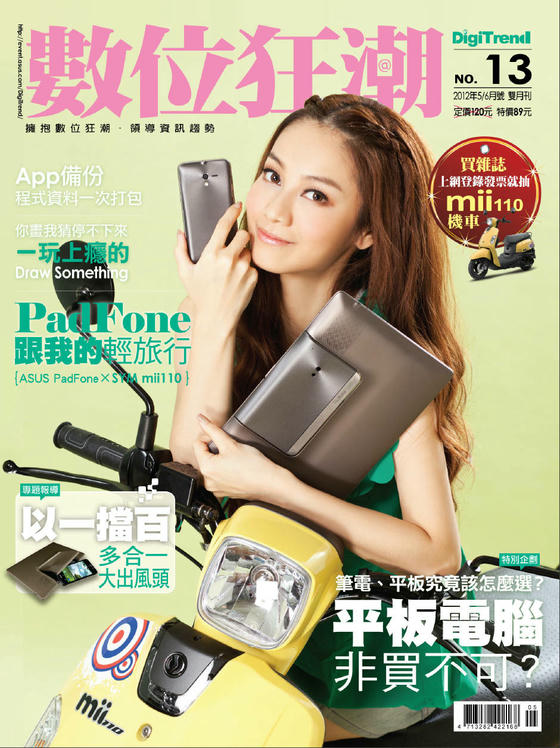 http://event.asus.com/DigiTrend/
數位狂潮
@
DigiTrend
NO. 13
2012年5/6月號 雙月刊
定價120元 特價89元
擁抱數位狂潮．領導資訊趨勢
買雜誌
上網登錄發票就抽
mii110
機車
App備份
程式資料一次打包
你畫我猜停不下來
一玩上癮的
Draw Something
PadFone
跟我的輕旅行
{ASUS PadFone×SYM mii110}
專題報導
以一擋百
多合一
大出風頭
特別企劃
筆電、平板究竟該怎麼選?
平板電腦
非買不可?
mii110
05
4 713282 422168